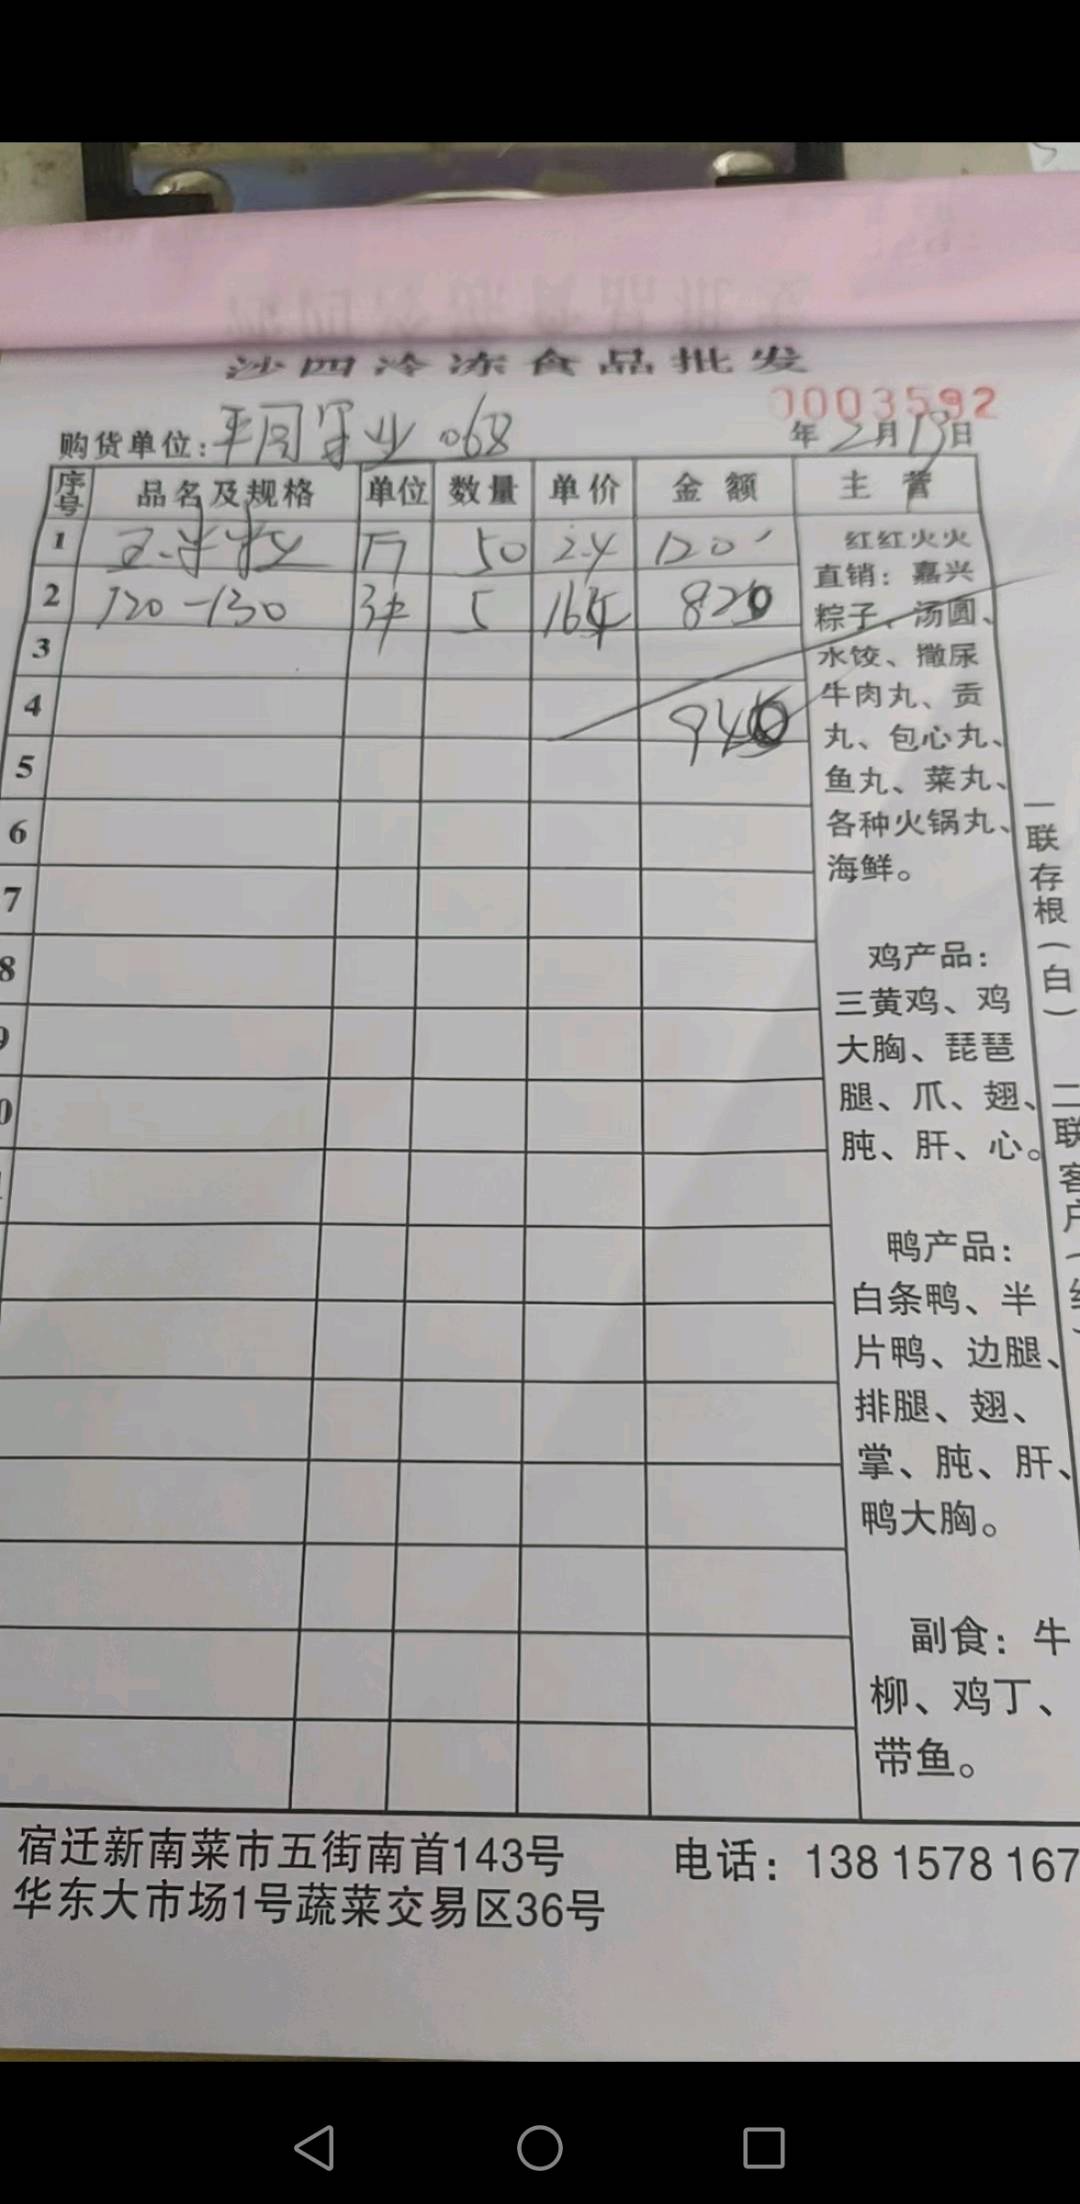 沙四冷冻食品批发
0003592
购货单位: 068
年2月19日
序号 品名及规格 单位 数量 单价 金额 主营
1 50 2.4 120
2 120-130 5 164 820
3
4 940
5
6
7
8
红红火火
直销：嘉兴
粽子、汤圆、
水饺、撒尿
牛肉丸、贡
丸、包心丸、
鱼丸、菜丸、
各种火锅丸、
海鲜。
鸡产品：
三黄鸡、鸡
大胸、琵琶
腿、爪、翅、
肫、肝、心。
鸭产品：
白条鸭、半
片鸭、边腿、
排腿、翅、
掌、肫、肝、
鸭大胸。
副食：牛
柳、鸡丁、
带鱼。
一联存根(白)
二联客户(
宿迁新南菜市五街南首143号 电话：138 1578 167
华东大市场1号蔬菜交易区36号